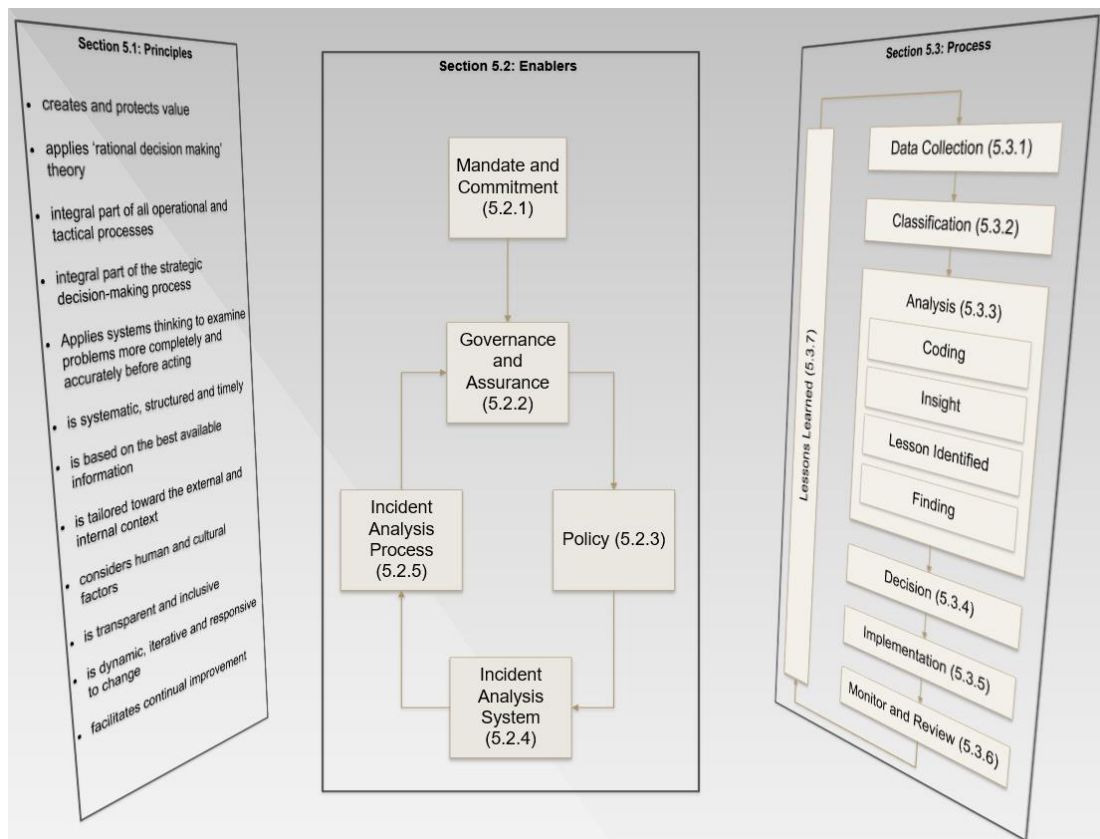 Section 5.1: Principles
• creates and protects value
• applies ‘rational decision making’
theory
• integral part of all operational and
tactical processes
• integral part of the strategic
decision-making process
• Applies systems thinking to examine
problems more completely and
accurately before acting
• is systematic, structured and timely
• is based on the best available
information
• is tailored toward the external and
internal context
• considers human and cultural
factors
• is transparent and inclusive
• is dynamic, iterative and responsive
to change
• facilitates continual improvement
Section 5.2: Enablers
Mandate and
Commitment
(5.2.1)
Governance
and
Assurance
(5.2.2)
Incident
Analysis
Process
(5.2.5)
Policy (5.2.3)
Incident
Analysis
System
(5.2.4)
Section 5.3: Process
Data Collection (5.3.1)
Classification (5.3.2)
Analysis (5.3.3)
Coding
Insight
Lesson Identified
Finding
Decision (5.3.4)
Implementation (5.3.5)
Monitor and Review (5.3.6)
Lessons Learned (5.3.7)